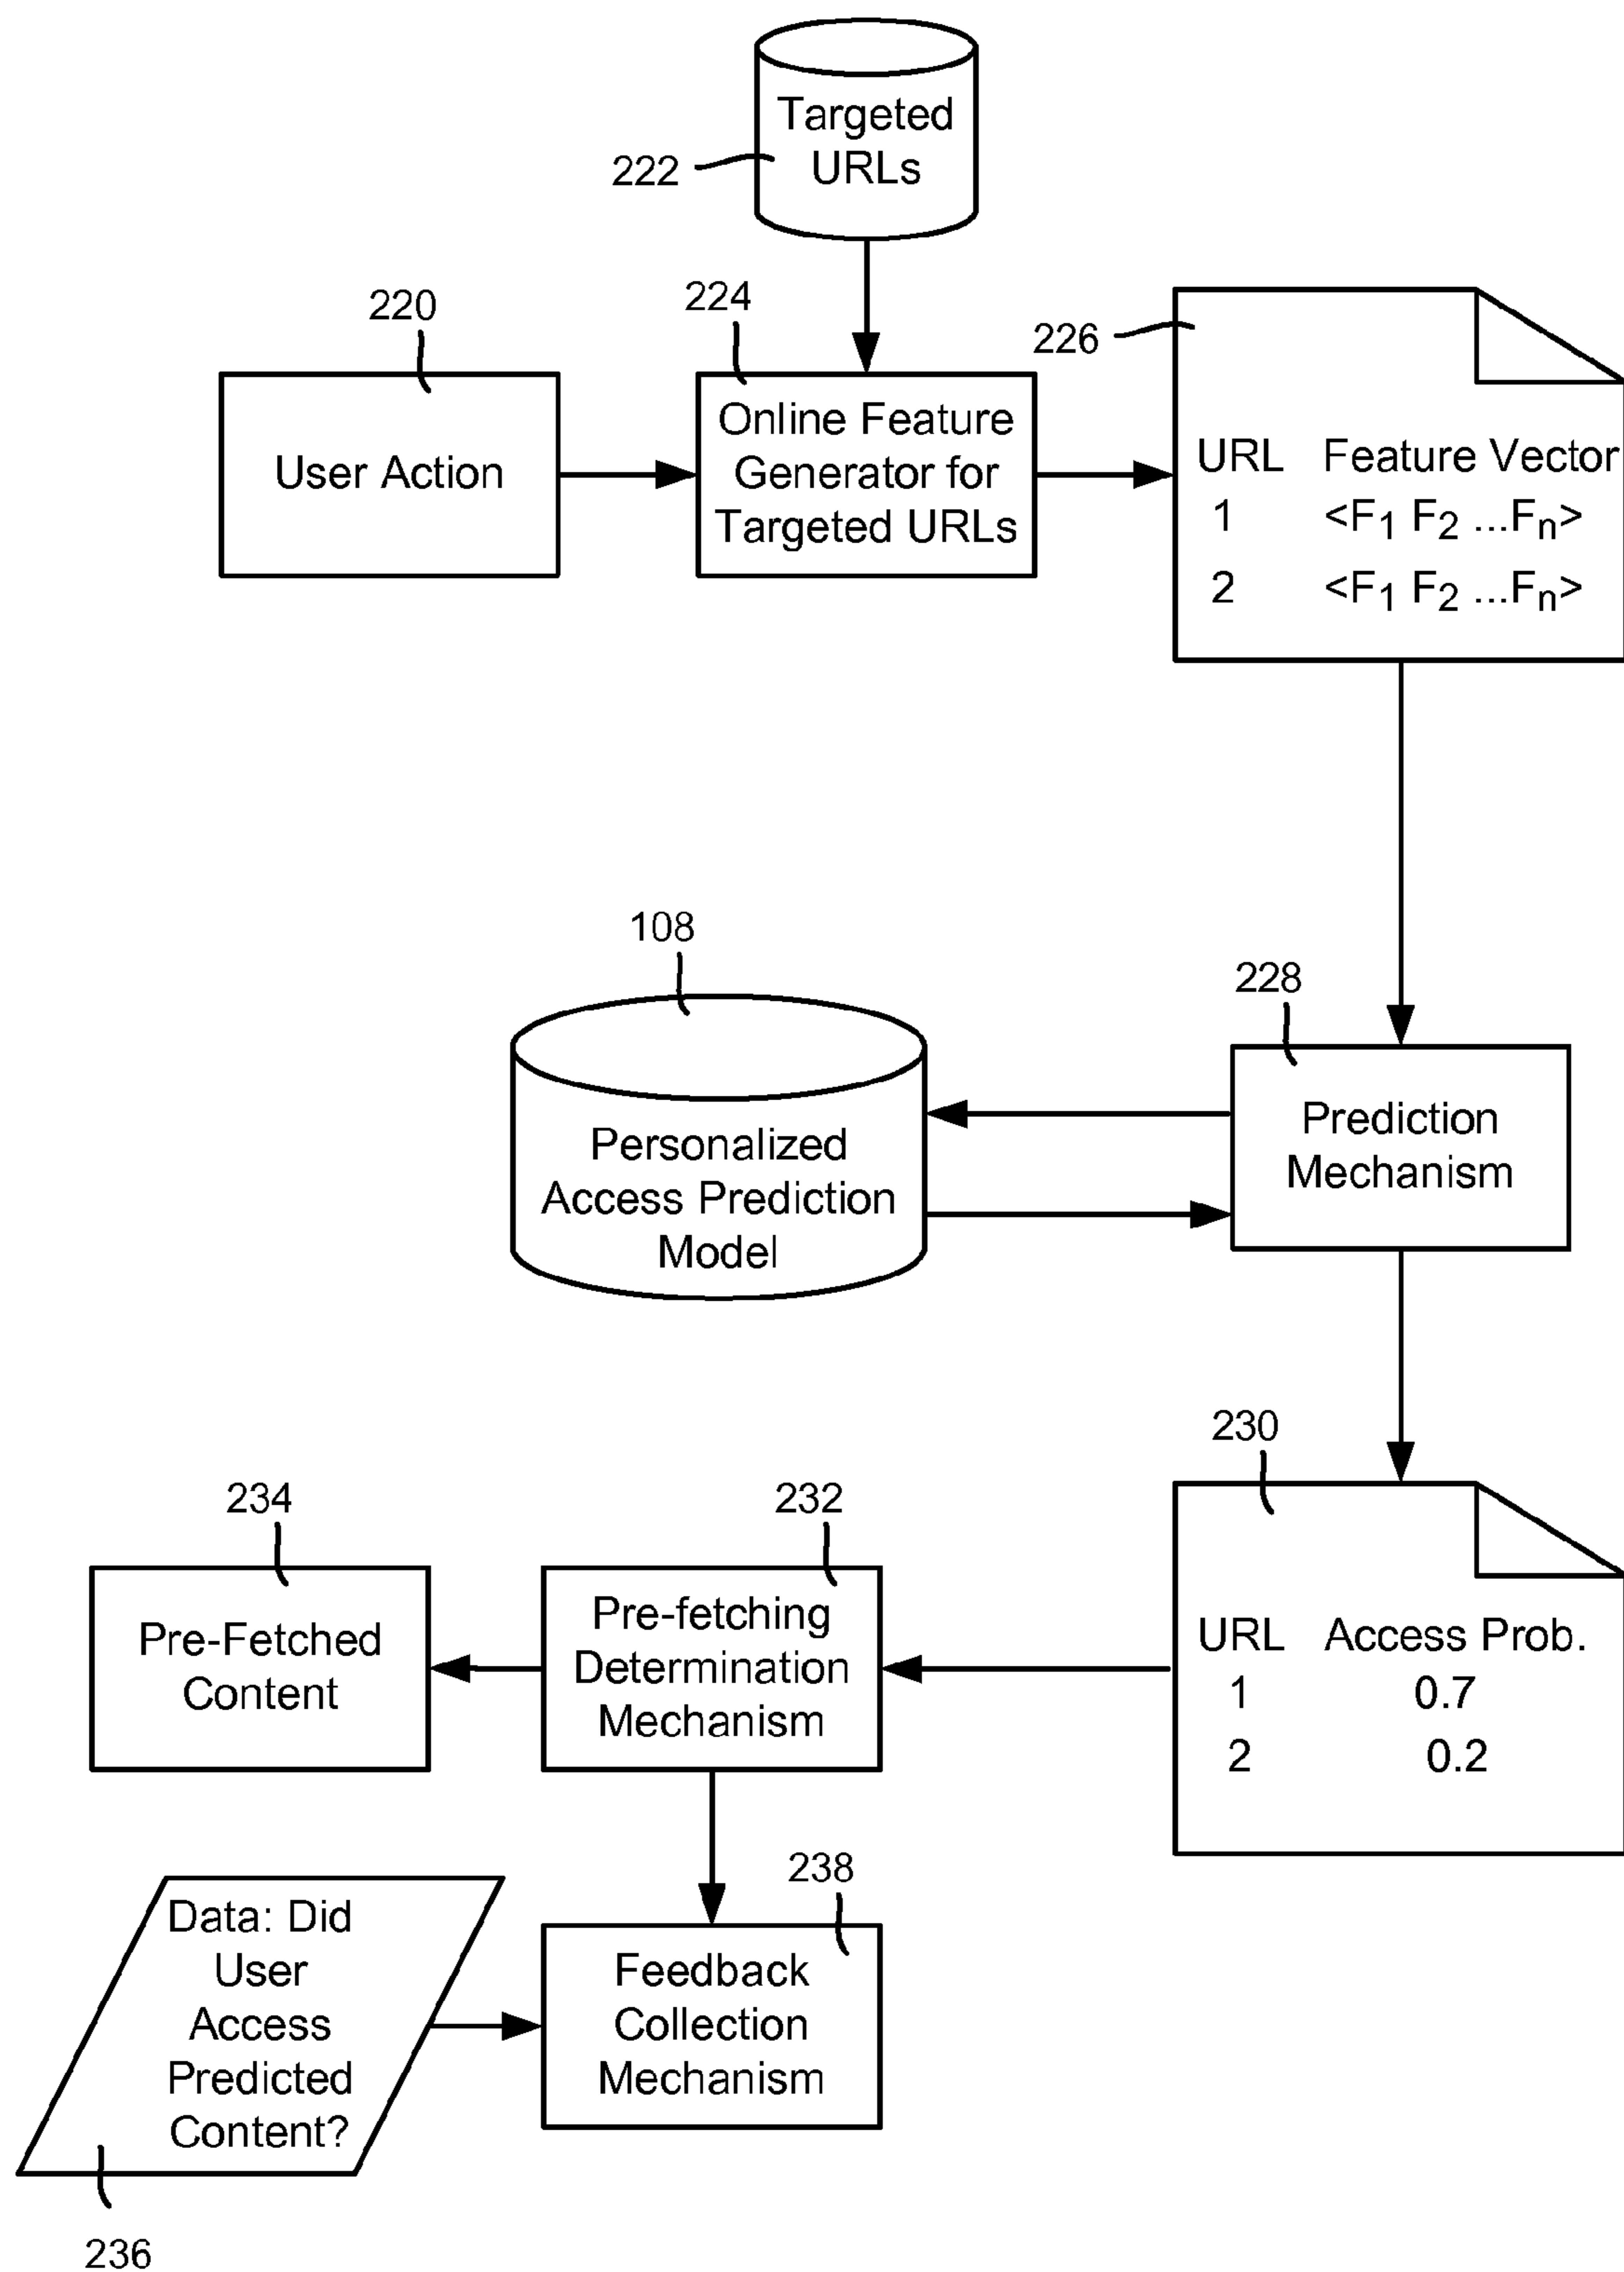 Targeted
URLs
222
220
224
226
User Action
Online Feature
Generator for
Targeted URLs
URL Feature Vector
1 <F1 F2 ...Fn>
2 <F1 F2 ...Fn>
108
228
Personalized
Access Prediction
Model
Prediction
Mechanism
230
234
232
Pre-Fetched
Content
Pre-fetching
Determination
Mechanism
URL Access Prob.
1 0.7
2 0.2
238
Data: Did
User
Access
Predicted
Content?
Feedback
Collection
Mechanism
236